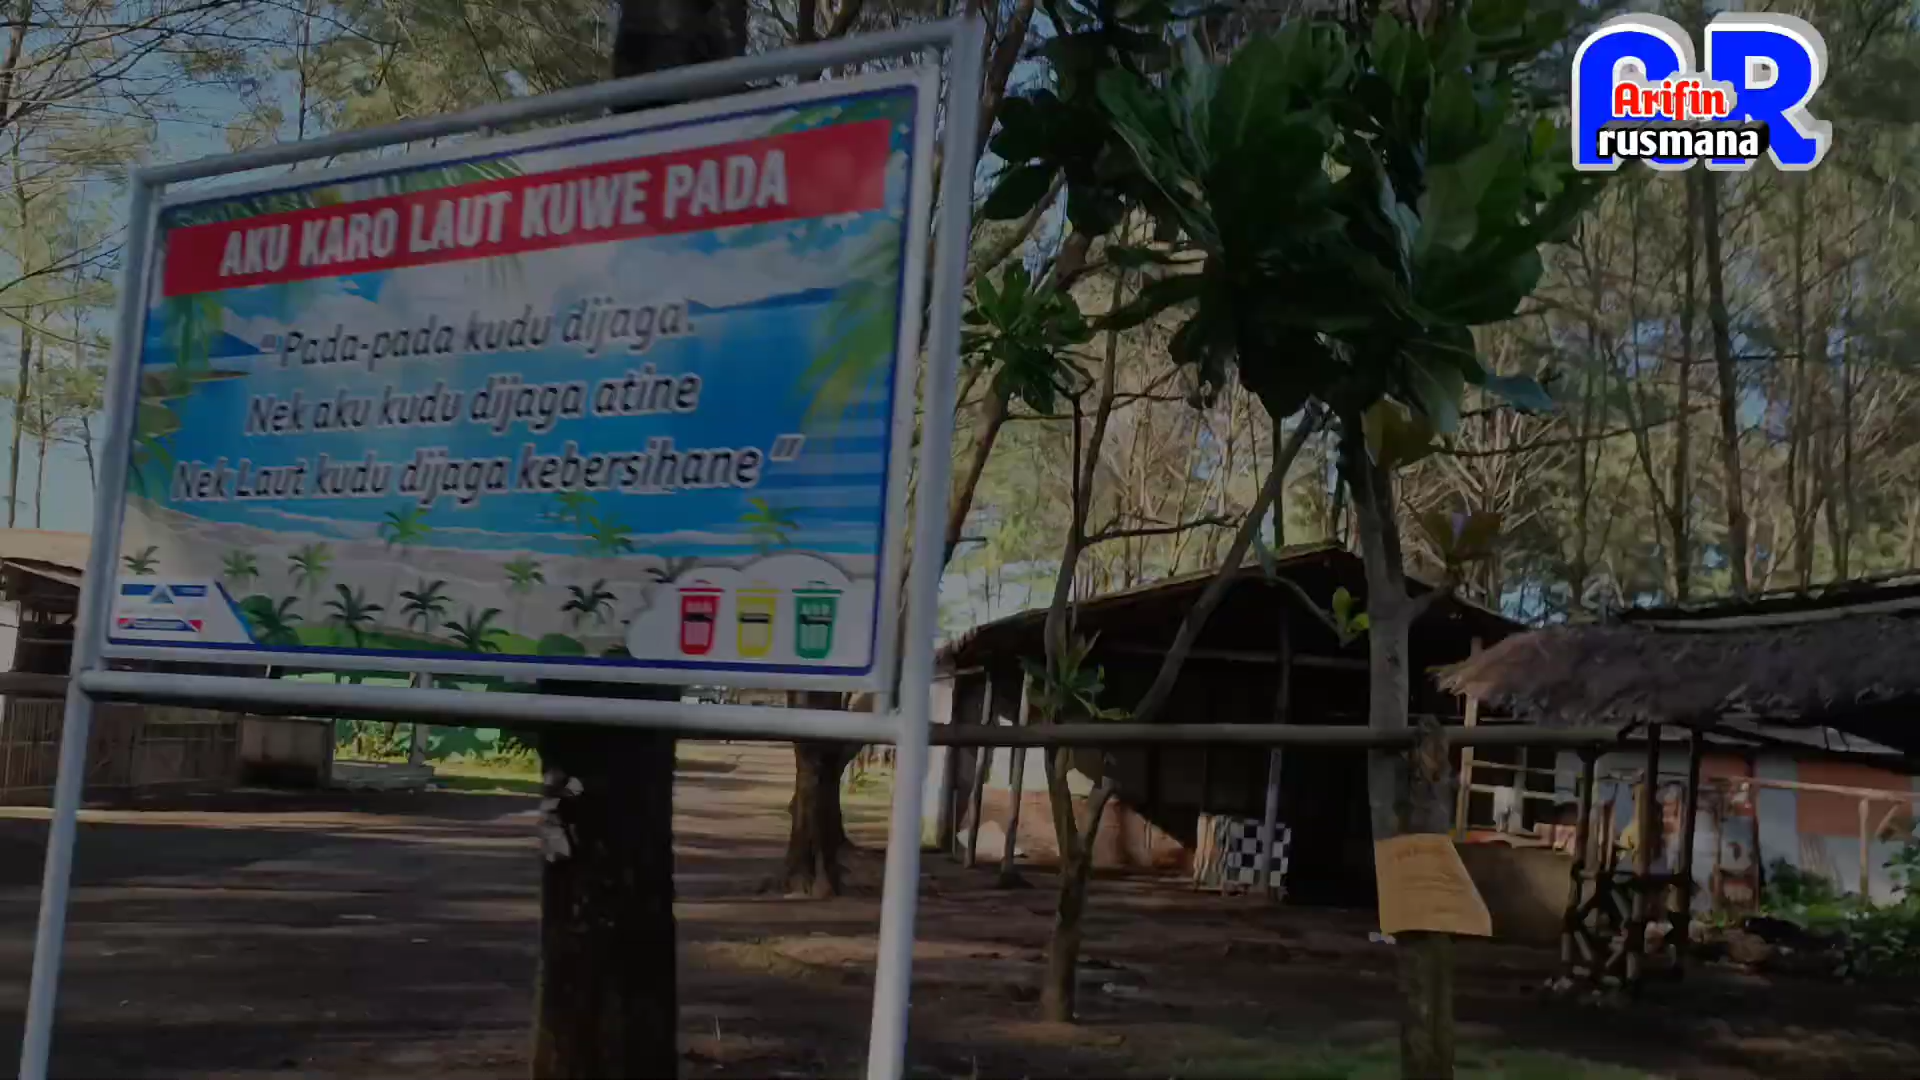 AKU KARO LAUT KUWE PADA
"Pada-pada kudu dijaga.
Nek aku kudu dijaga atine
Nek Laut kudu dijaga kebersihane"
Arifin
rusmana